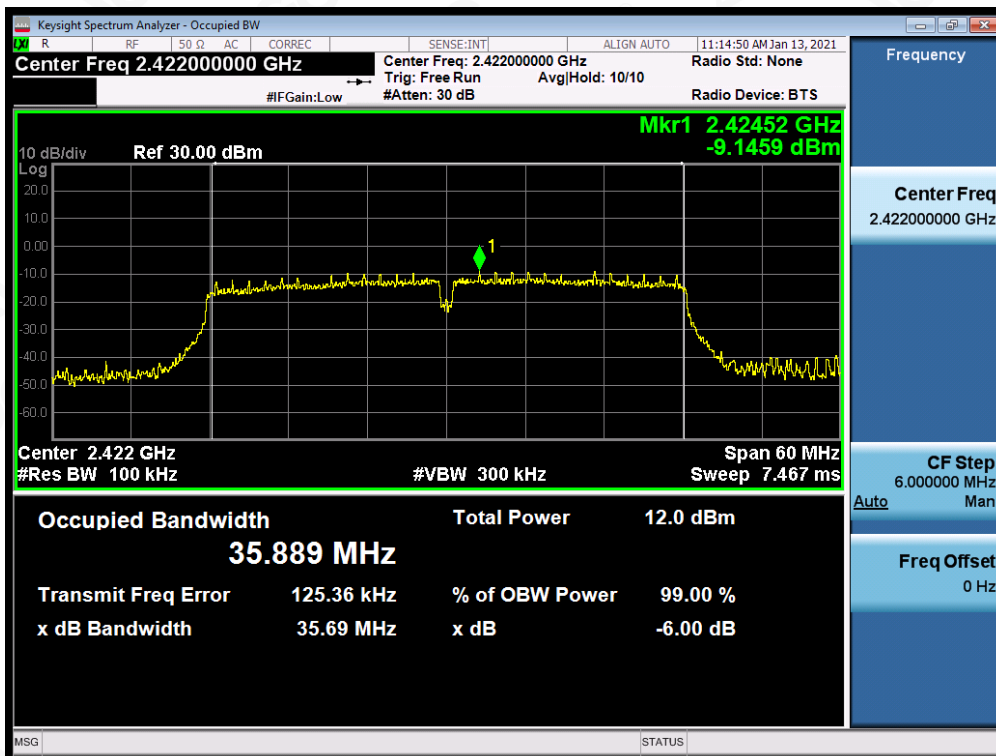 Keysight Spectrum Analyzer - Occupied BW
LXI R RF 50 Ω AC CORREC SENSE:INT ALIGN AUTO 11:14:50 AM Jan 13, 2021
Center Freq 2.422000000 GHz
Center Freq: 2.422000000 GHz
Radio Std: None
Trig: Free Run
Avg|Hold: 10/10
#IFGain:Low
#Atten: 30 dB
Radio Device: BTS
Mkr1 2.42452 GHz
-9.1459 dBm
10 dB/div
Ref 30.00 dBm
Log
20.0
10.0
0.00
-10.0
-20.0
-30.0
-40.0
-50.0
-60.0
1
Center 2.422 GHz
Span 60 MHz
#Res BW 100 kHz
#VBW 300 kHz
Sweep 7.467 ms
Occupied Bandwidth
Total Power 12.0 dBm
35.889 MHz
Transmit Freq Error 125.36 kHz
% of OBW Power 99.00 %
x dB Bandwidth 35.69 MHz
x dB -6.00 dB
Frequency
Center Freq
2.422000000 GHz
CF Step
6.000000 MHz
Auto Man
Freq Offset
0 Hz
MSG
STATUS